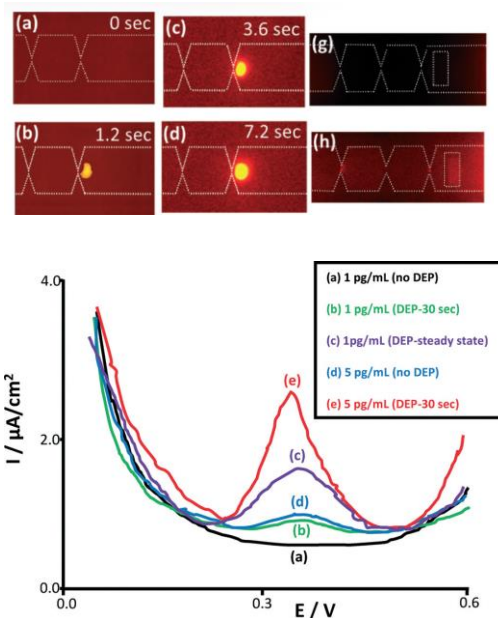 (a) 0 sec
(c) 3.6 sec
(g)
(b) 1.2 sec
(d) 7.2 sec
(h)
4.0
(a) 1 pg/mL (no DEP)
(b) 1 pg/mL (DEP-30 sec)
(c) 1pg/mL (DEP-steady state)
(d) 5 pg/mL (no DEP)
(e) 5 pg/mL (DEP-30 sec)
I / µA/cm²
2.0
(e)
(c)
(d)
(b)
(a)
0.0
0.0 0.3 0.6
E / V